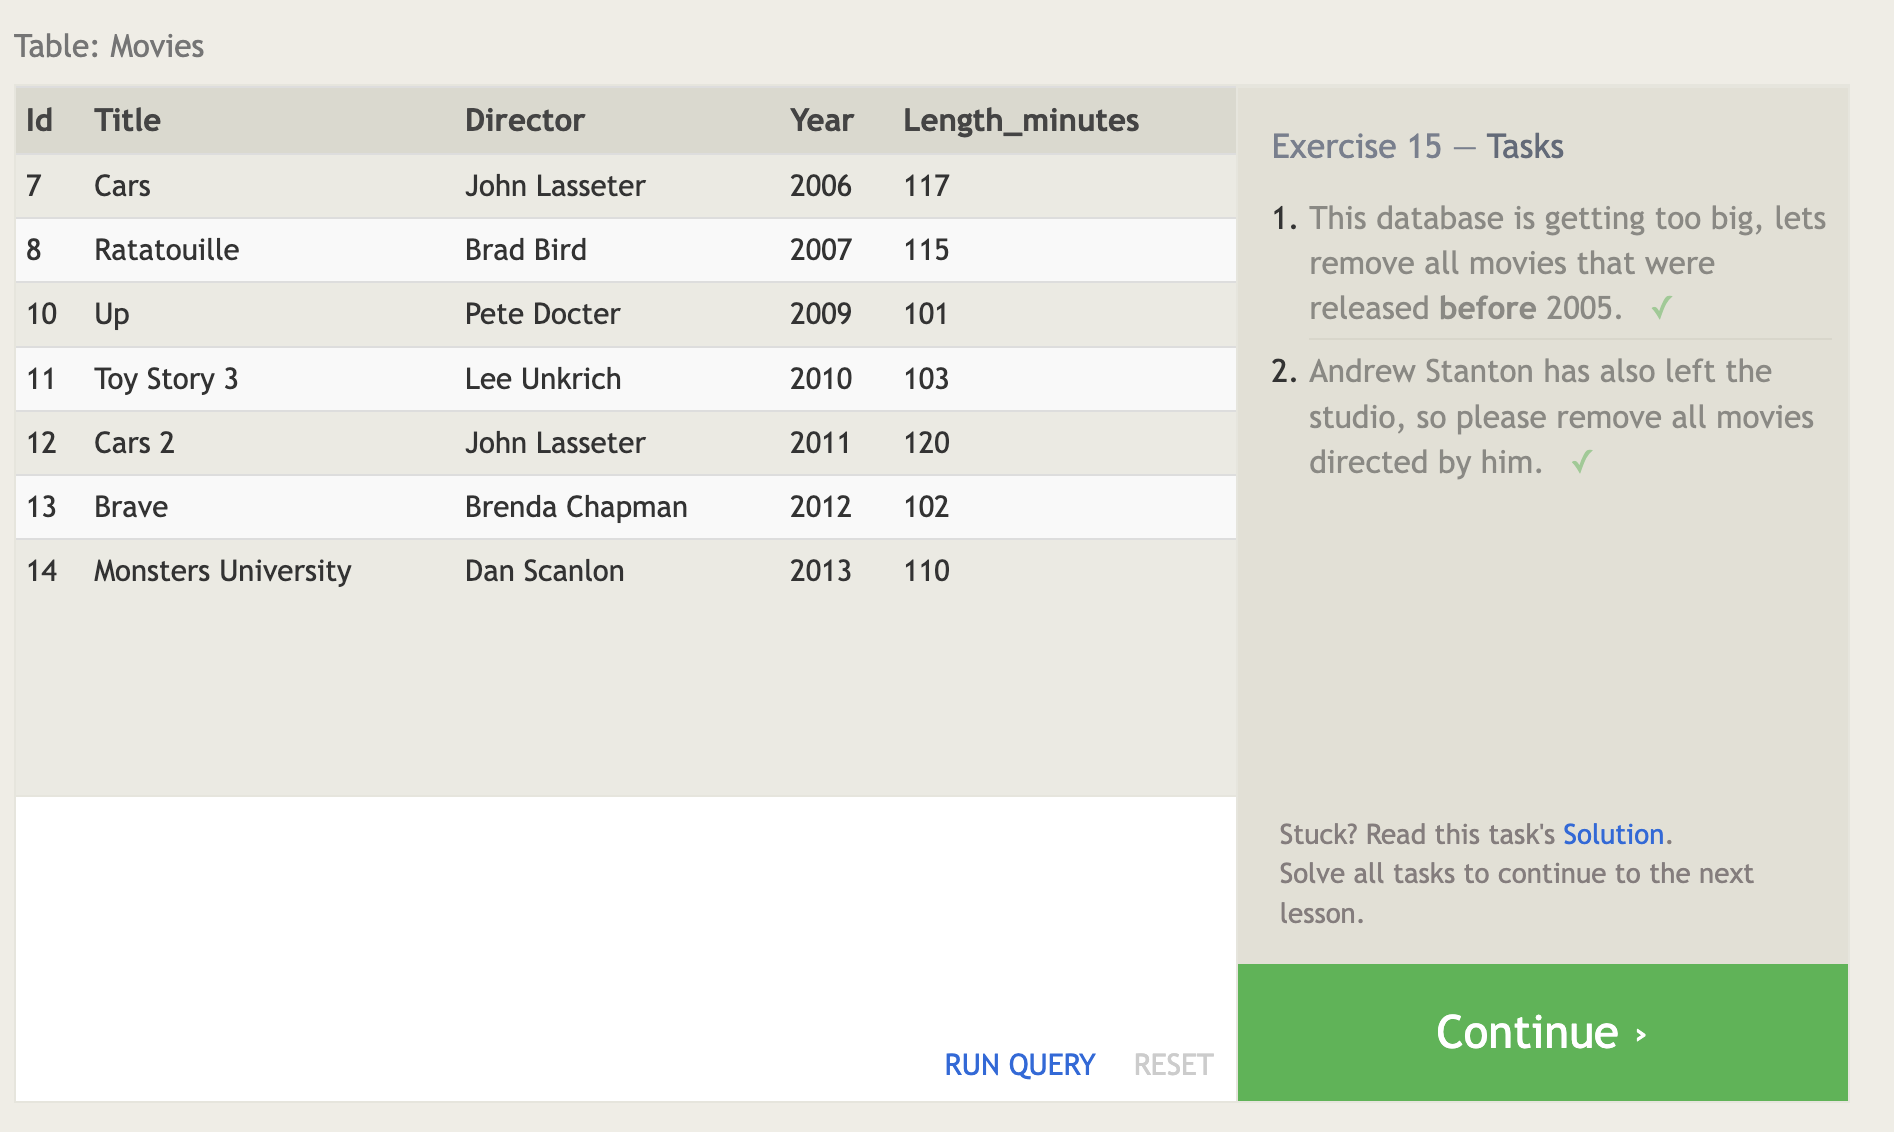 Table: Movies
Id Title Director Year Length_minutes
7 Cars John Lasseter 2006 117
8 Ratatouille Brad Bird 2007 115
10 Up Pete Docter 2009 101
11 Toy Story 3 Lee Unkrich 2010 103
12 Cars 2 John Lasseter 2011 120
13 Brave Brenda Chapman 2012 102
14 Monsters University Dan Scanlon 2013 110
RUN QUERY RESET
Exercise 15 — Tasks
1. This database is getting too big, lets
remove all movies that were
released before 2005. ✓
2. Andrew Stanton has also left the
studio, so please remove all movies
directed by him. ✓
Stuck? Read this task's Solution.
Solve all tasks to continue to the next
lesson.
Continue ›